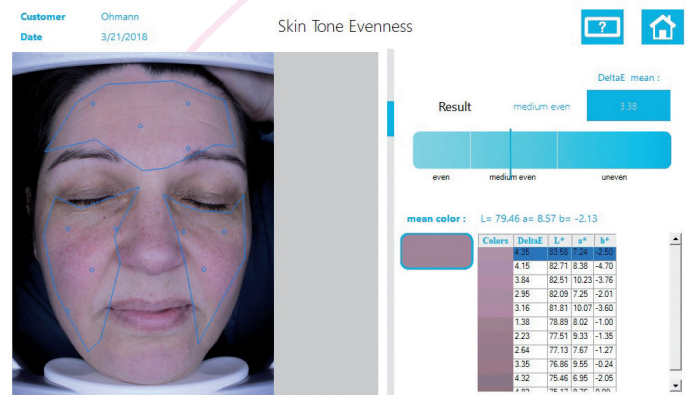 Customer Ohmann
Date 3/21/2018
Skin Tone Evenness
?
DeltaE mean :
Result medium even 3.38
even medium even uneven
mean color : L= 79.46 a= 8.57 b= -2.13
Colors DeltaE L* a* b*
4.35 83.58 7.24 -2.50
4.15 82.71 8.38 -4.70
3.84 82.51 10.23 -3.76
2.95 82.09 7.25 -2.01
3.16 81.81 10.07 -3.60
1.38 78.89 8.02 -1.00
2.23 77.51 9.33 -1.35
2.64 77.13 7.67 -1.27
3.35 76.86 9.55 -0.24
4.32 75.46 6.95 -2.05